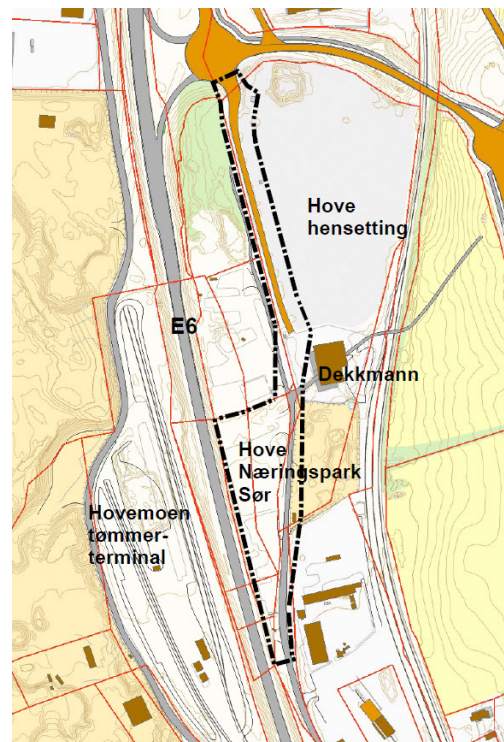 Hove
hensetting
E6
Dekkmann
Hove
Næringspark
Sør
Hovemoen
tømmer-
terminal